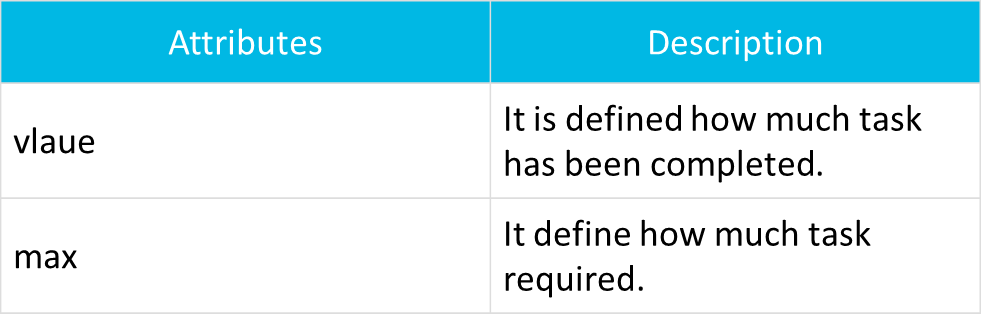 Attributes
Description
vlaue
It is defined how much task
has been completed.
max
It define how much task
required.